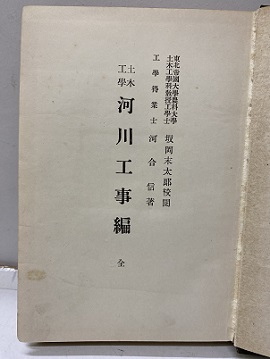 東北帝國大學農科大學
土木工學科教授工學士 坂岡末太郎校閲
工學得業士 河合信著
土木
工學 河川工事編 全